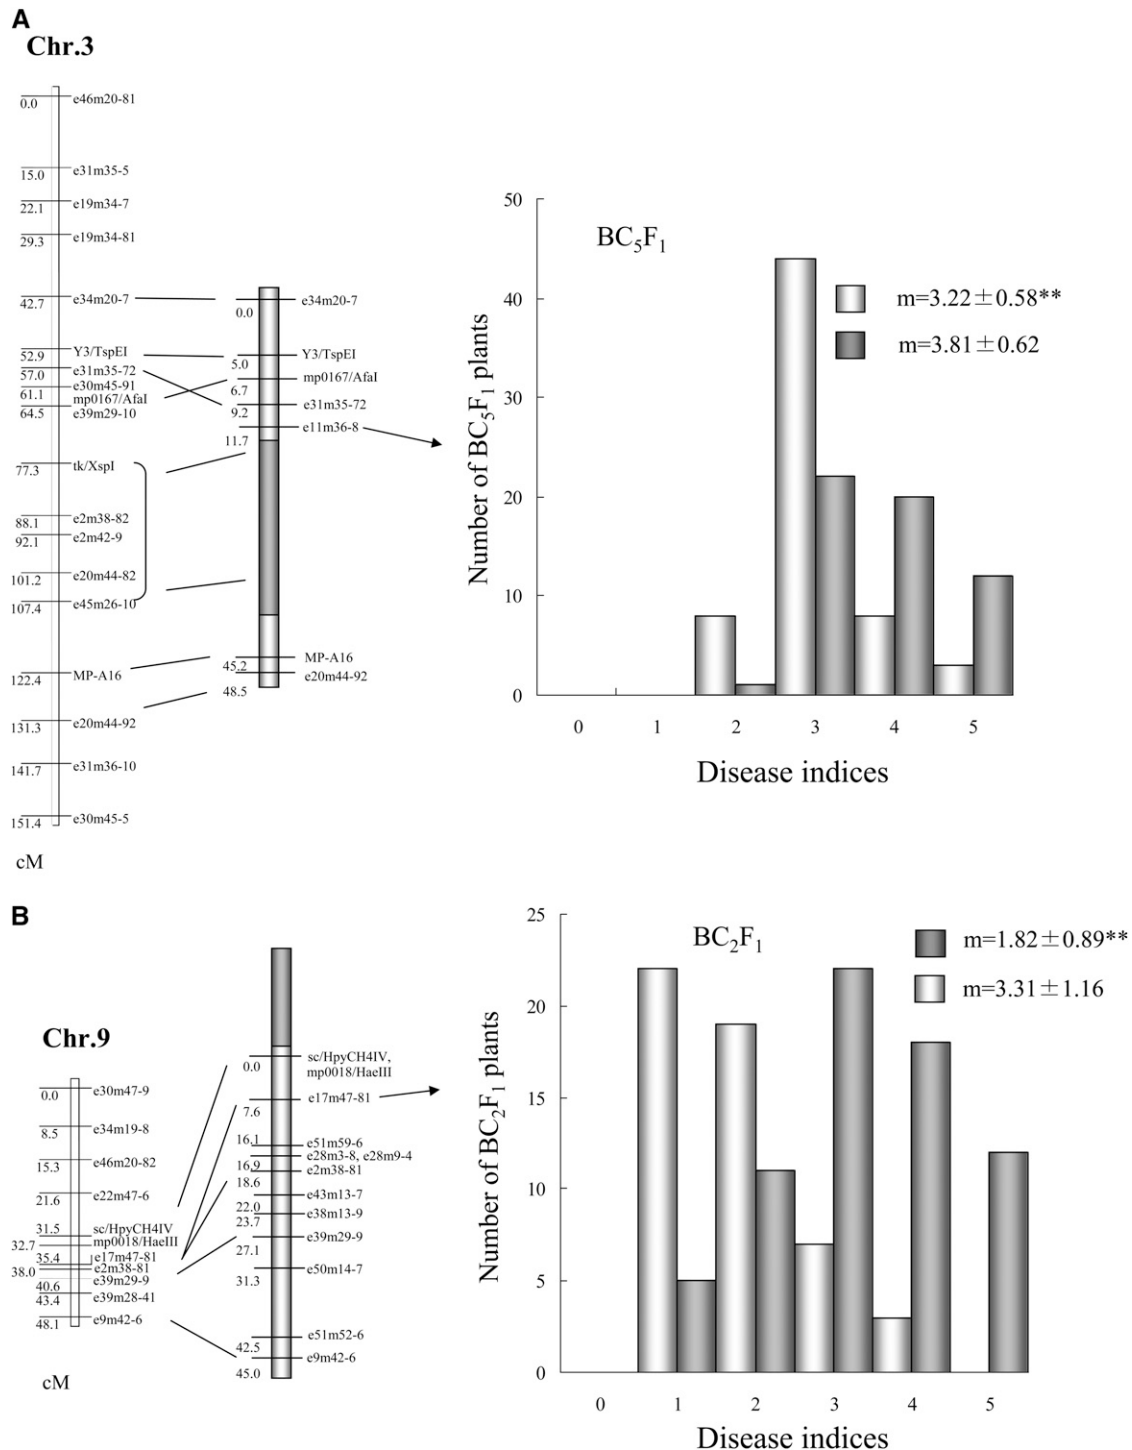 A
Chr.3
0.0 e46m20-81
15.0 e31m35-5
22.1 e19m34-7
29.3 e19m34-81
42.7 e34m20-7
52.9 Y3/TspEI
57.0 e31m35-72
61.1 e30m45-91
mp0167/AfaI
64.5 e39m29-10
77.3 tk/XspI
88.1 e2m38-82
92.1 e2m42-9
101.2 e20m44-82
107.4 e45m26-10
122.4 MP-A16
131.3 e20m44-92
141.7 e31m36-10
151.4 e30m45-5
cM
0.0 e34m20-7
5.0 Y3/TspEI
6.7 mp0167/AfaI
9.2 e31m35-72
11.7 e11m36-8
45.2 MP-A16
48.5 e20m44-92
BC5F1
m=3.22±0.58**
m=3.81±0.62
Number of BC5F1 plants
50
40
30
20
10
0
0 1 2 3 4 5
Disease indices
B
Chr.9
0.0 e30m47-9
8.5 e34m19-8
15.3 e46m20-82
21.6 e22m47-6
31.5 sc/HpyCH4IV
32.7 mp0018/HaeIII
35.4 e17m47-81
38.0 e2m38-81
40.6 e39m29-9
43.4 e39m28-41
48.1 e9m42-6
cM
0.0 sc/HpyCH4IV,
mp0018/HaeIII
7.6 e17m47-81
16.1 e51m59-6
16.9 e28m3-8, e28m9-4
18.6 e2m38-81
22.0 e43m13-7
23.7 e38m13-9
27.1 e39m29-9
31.3 e50m14-7
42.5 e51m52-6
45.0 e9m42-6
BC2F1
m=1.82±0.89**
m=3.31±1.16
Number of BC2F1 plants
25
20
15
10
5
0
0 1 2 3 4 5
Disease indices